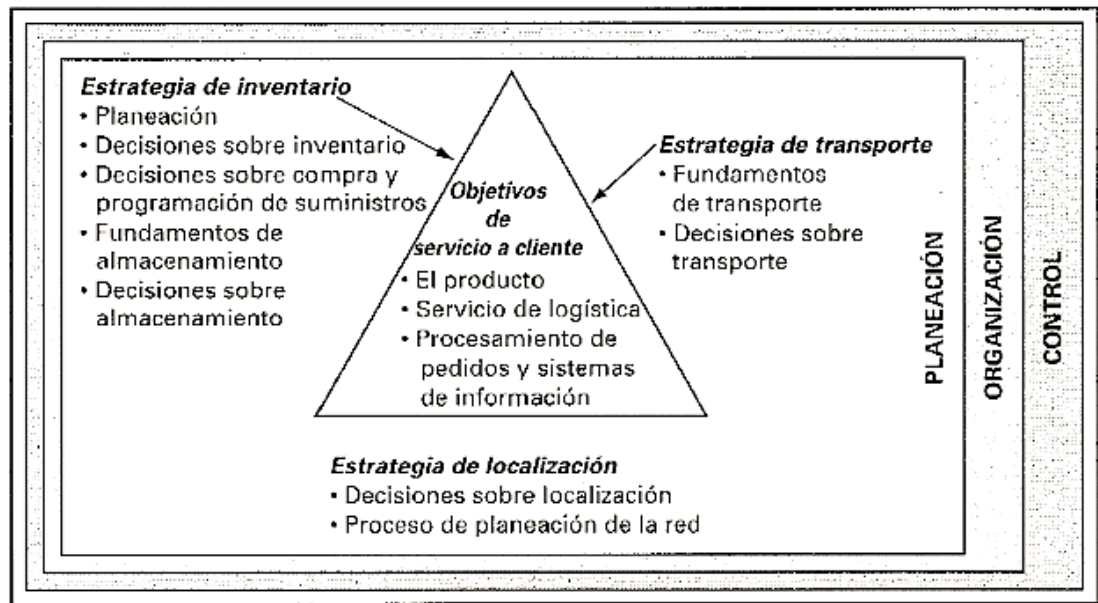 Estrategia de inventario
• Planeación
• Decisiones sobre inventario
• Decisiones sobre compra y
programación de suministros
• Fundamentos de
almacenamiento
• Decisiones sobre
almacenamiento
Objetivos
de
servicio a cliente
• El producto
• Servicio de logística
• Procesamiento de
pedidos y sistemas
de información
Estrategia de transporte
• Fundamentos
de transporte
• Decisiones sobre
transporte
Estrategia de localización
• Decisiones sobre localización
• Proceso de planeación de la red
PLANEACIÓN
ORGANIZACIÓN
CONTROL